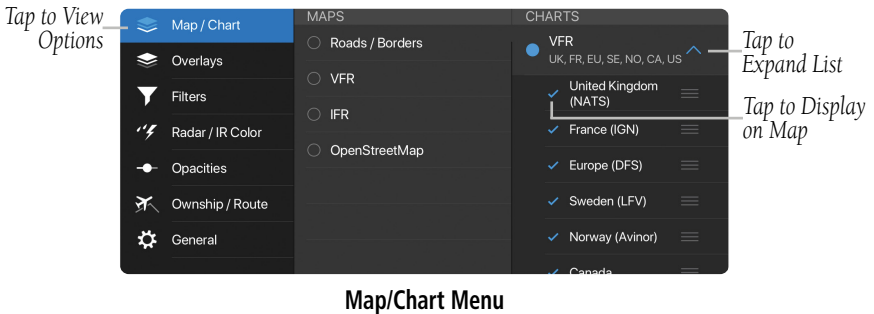 Tap to View
Options
Map / Chart
Overlays
Filters
Radar / IR Color
Opacities
Ownship / Route
General
MAPS
Roads / Borders
VFR
IFR
OpenStreetMap
CHARTS
VFR
UK, FR, EU, SE, NO, CA, US
United Kingdom
(NATS)
France (IGN)
Europe (DFS)
Sweden (LFV)
Norway (Avinor)
Canada
Tap to
Expand List
Tap to Display
on Map
Map/Chart Menu